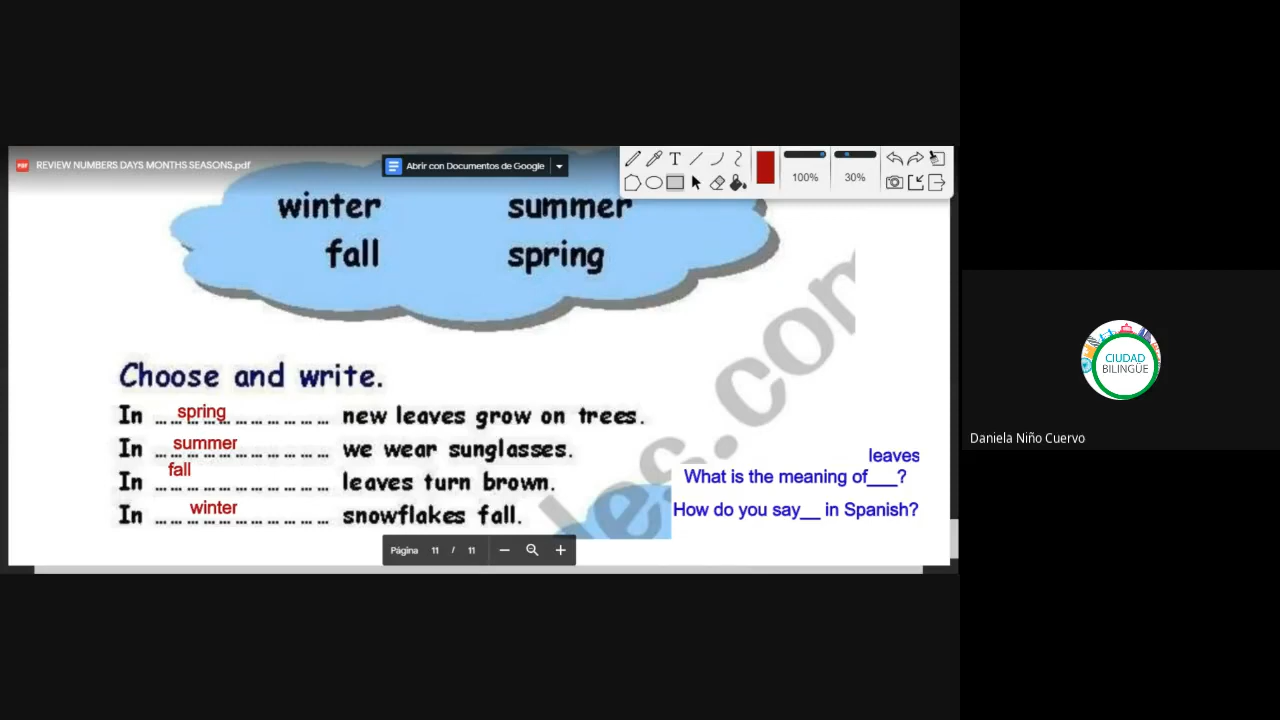 REVIEW NUMBERS DAYS MONTHS SEASONS.pdf
Abrir con Documentos de Google
100%
30%
winter summer
fall spring
Choose and write.
In spring new leaves grow on trees.
In summer we wear sunglasses.
In fall leaves turn brown.
In winter snowflakes fall.
leaves
What is the meaning of___?
How do you say__ in Spanish?
Página 11 / 11
CIUDAD
BILINGÜE
Daniela Niño Cuervo